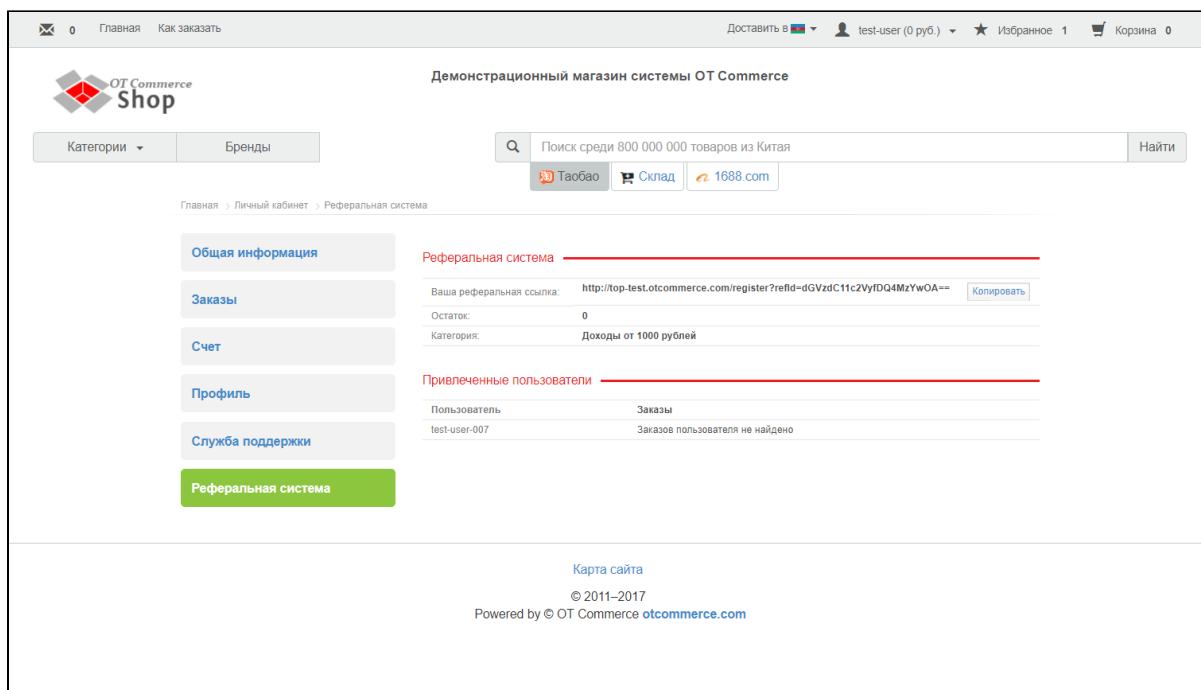 0 Главная Как заказать Доставить в test-user (0 руб.) Избранное 1 Корзина 0
OT Commerce
Shop
Демонстрационный магазин системы OT Commerce
Категории Бренды Поиск среди 800 000 000 товаров из Китая Найти
Таобао Склад 1688.com
Главная > Личный кабинет > Реферальная система
Общая информация
Заказы
Счет
Профиль
Служба поддержки
Реферальная система
Реферальная система
Ваша реферальная ссылка: http://top-test.otcommerce.com/register?refId=dGVzdC11c2VyfDQ4MzYwOA== Копировать
Остаток: 0
Категория: Доходы от 1000 рублей
Привлеченные пользователи
Пользователь Заказы
test-user-007 Заказов пользователя не найдено
Карта сайта
© 2011–2017
Powered by © OT Commerce otcommerce.com